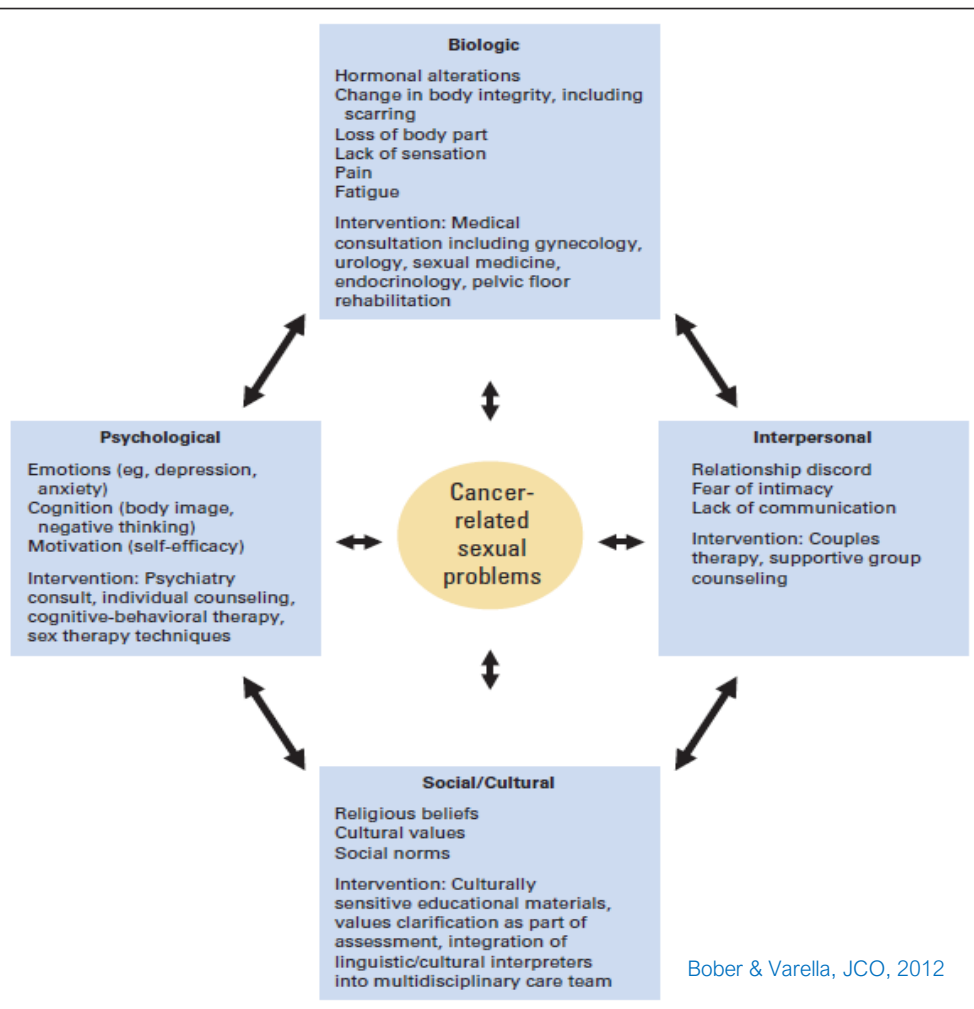 Biologic
Hormonal alterations
Change in body integrity, including
scarring
Loss of body part
Lack of sensation
Pain
Fatigue
Intervention: Medical
consultation including gynecology,
urology, sexual medicine,
endocrinology, pelvic floor
rehabilitation
Psychological
Emotions (eg, depression,
anxiety)
Cognition (body image,
negative thinking)
Motivation (self-efficacy)
Intervention: Psychiatry
consult, individual counseling,
cognitive-behavioral therapy,
sex therapy techniques
Cancer-
related
sexual
problems
Interpersonal
Relationship discord
Fear of intimacy
Lack of communication
Intervention: Couples
therapy, supportive group
counseling
Social/Cultural
Religious beliefs
Cultural values
Social norms
Intervention: Culturally
sensitive educational materials,
values clarification as part of
assessment, integration of
linguistic/cultural interpreters
into multidisciplinary care team
Bober & Varella, JCO, 2012